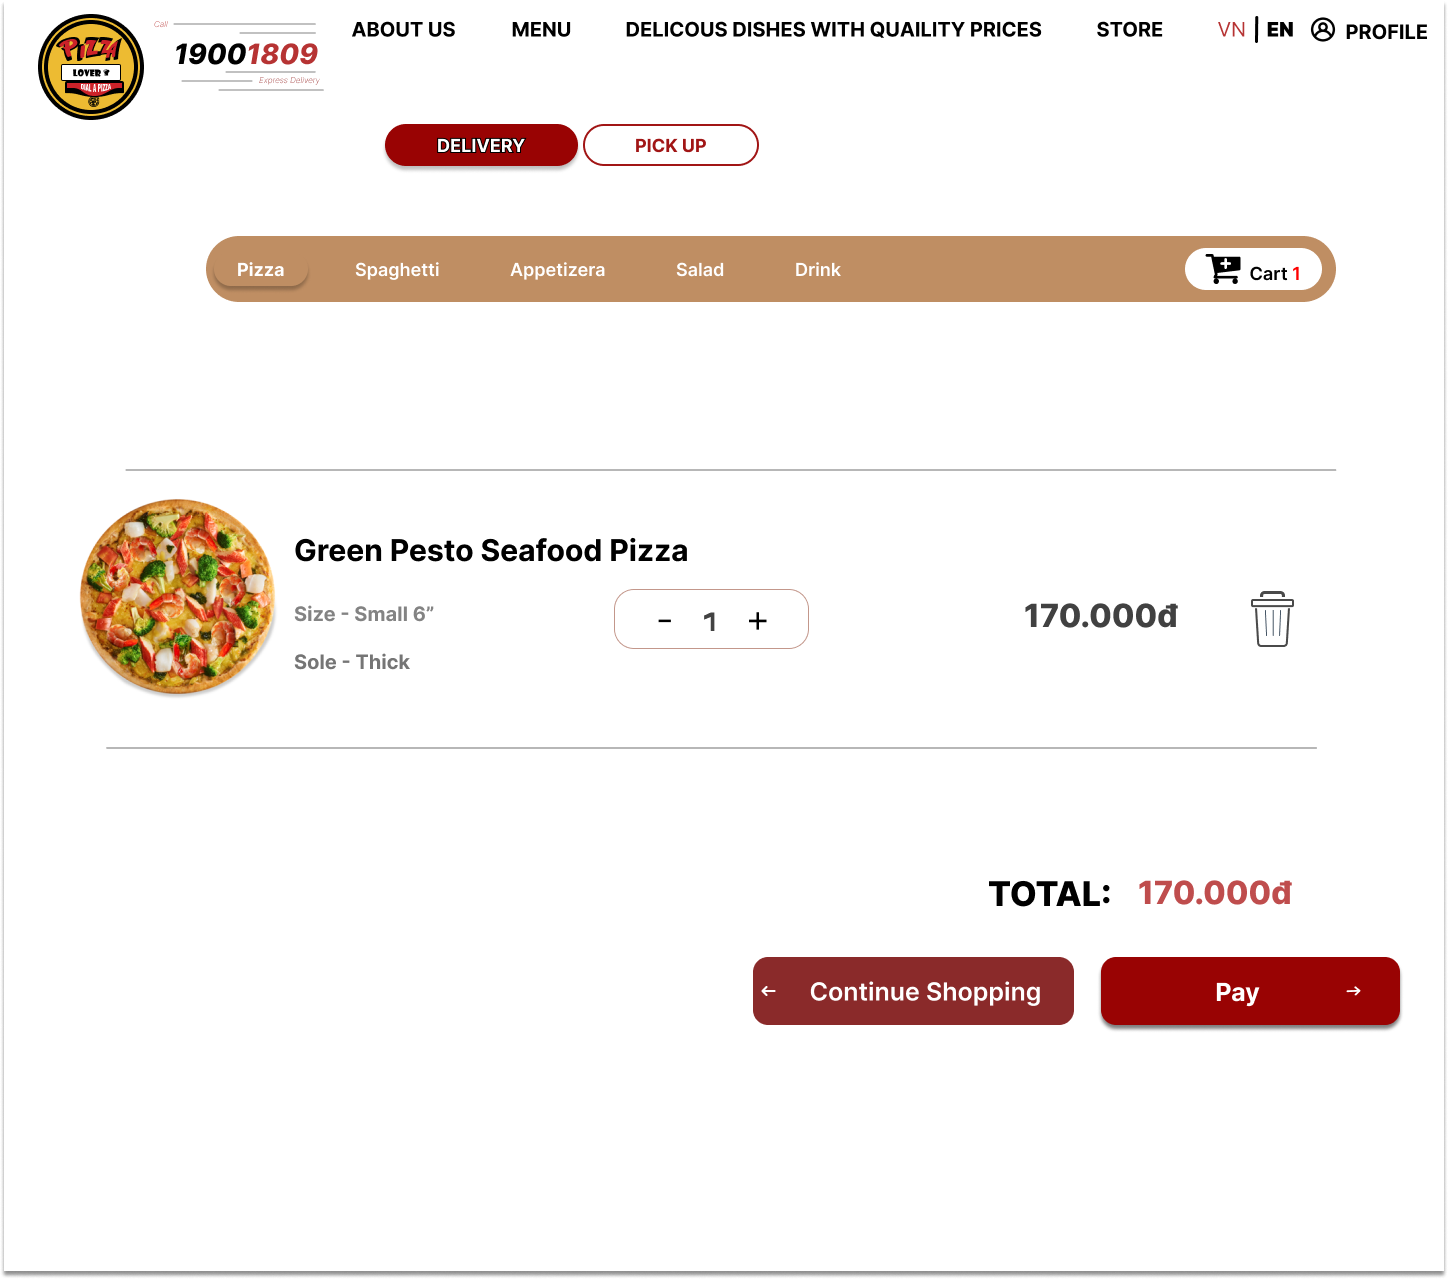 PIZZA
LOVER
DIAL A PIZZA
Call
19001809
Express Delivery
ABOUT US
MENU
DELICOUS DISHES WITH QUAILITY PRICES
STORE
VN
EN
PROFILE
DELIVERY
PICK UP
Pizza
Spaghetti
Appetizera
Salad
Drink
Cart 1
Green Pesto Seafood Pizza
Size - Small 6”
- 1 +
170.000đ
Sole - Thick
TOTAL: 170.000đ
← Continue Shopping
Pay →